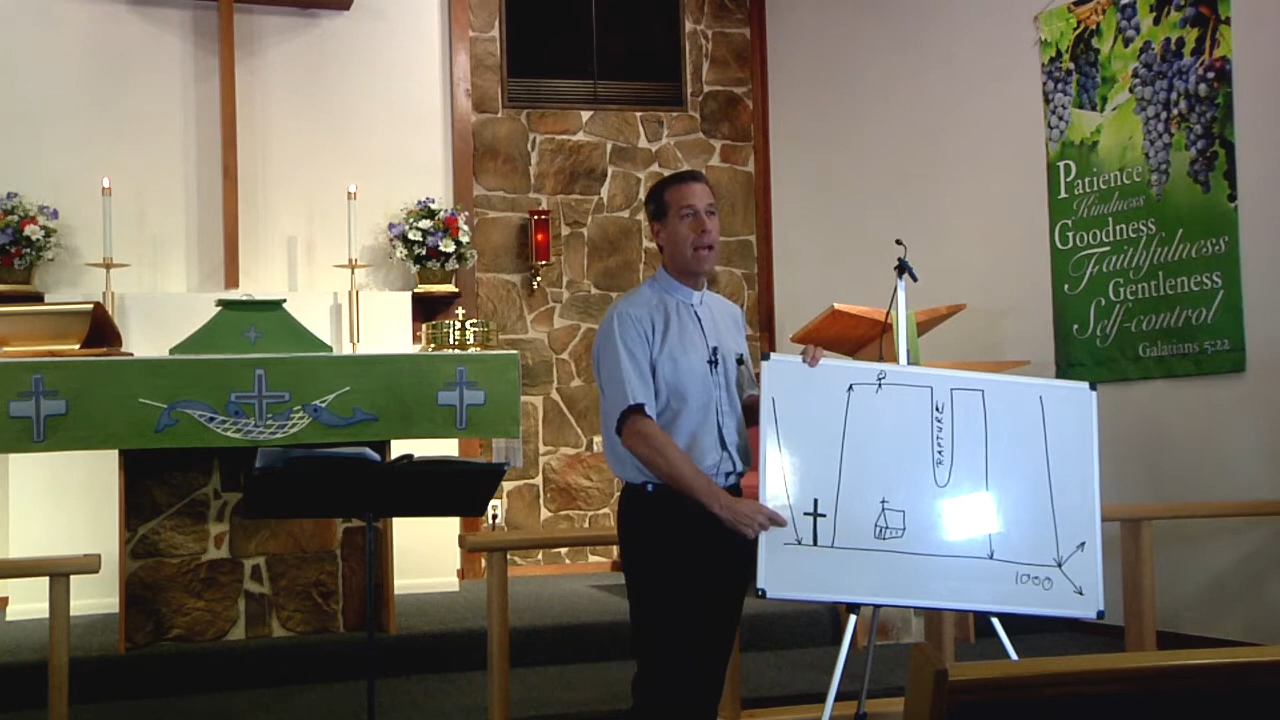 Patience
Kindness
Goodness
Faithfulness
Gentleness
Self-control
Galatians 5:22
RAPTURE
1000